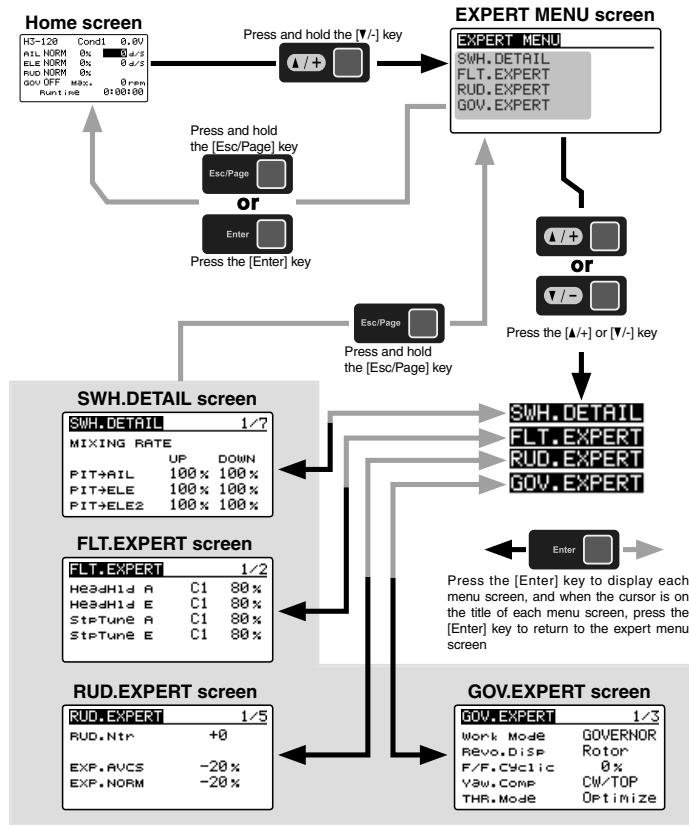 Home screen
H3-120 Cond1 0.0V
AIL NORM 0% 0d/s
ELE NORM 0% 0d/s
RUD NORM 0%
GOV OFF Max. 0rpm
Runtime 0:00:00
Press and hold the [▼/-] key
▲/+
EXPERT MENU screen
EXPERT MENU
SWH.DETAIL
FLT.EXPERT
RUD.EXPERT
GOV.EXPERT
Press and hold
the [Esc/Page] key
Esc/Page
or
Enter
Press the [Enter] key
▲/+
or
▼/−
Press the [▲/+] or [▼/-] key
Esc/Page
Press and hold
the [Esc/Page] key
SWH.DETAIL
FLT.EXPERT
RUD.EXPERT
GOV.EXPERT
Enter
Press the [Enter] key to display each
menu screen, and when the cursor is on
the title of each menu screen, press the
[Enter] key to return to the expert menu
screen
SWH.DETAIL screen
SWH.DETAIL 1/7
MIXING RATE
UP DOWN
PIT→AIL 100% 100%
PIT→ELE 100% 100%
PIT→ELE2 100% 100%
FLT.EXPERT screen
FLT.EXPERT 1/2
HeadHld A C1 80%
HeadHld E C1 80%
StpTune A C1 80%
StpTune E C1 80%
RUD.EXPERT screen
RUD.EXPERT 1/5
RUD.Ntr +0
EXP.AVCS -20%
EXP.NORM -20%
GOV.EXPERT screen
GOV.EXPERT 1/3
Work Mode GOVERNOR
Revo.Disp Rotor
F/F.Cyclic 0%
Yaw.Comp CW/TOP
THR.Mode Optimize